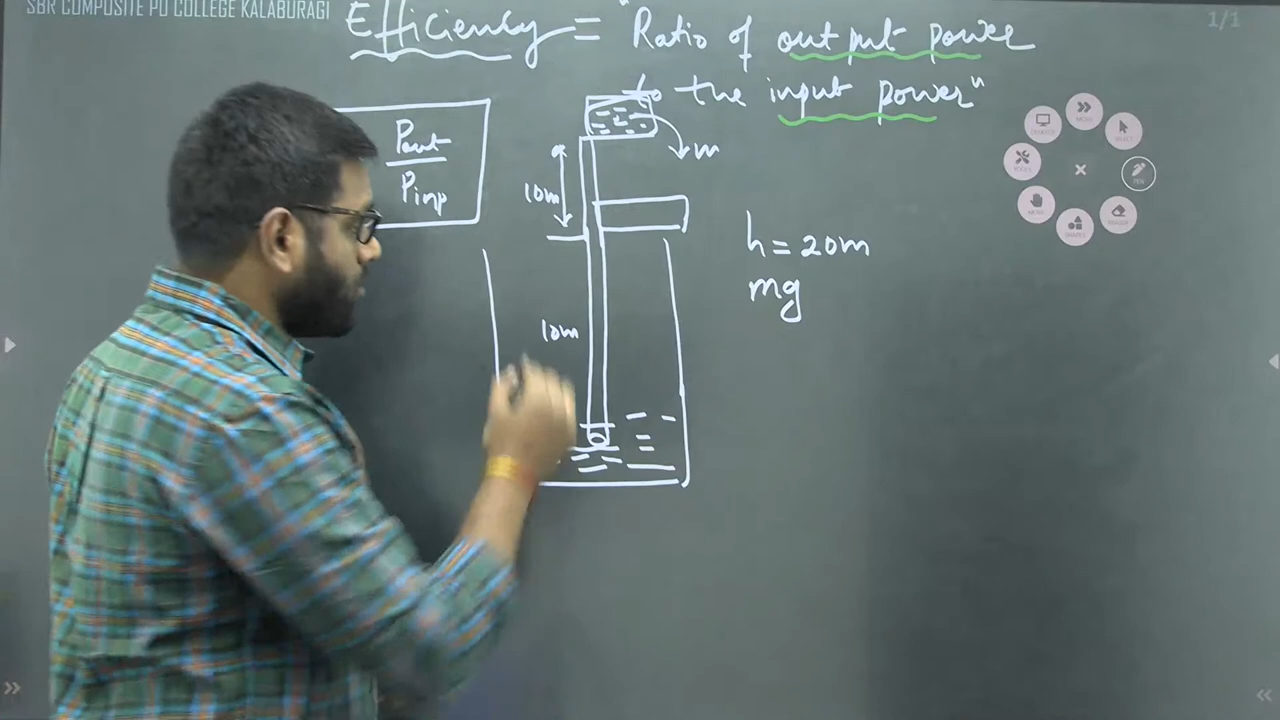 SBR COMPOSITE PU COLLEGE KALABURAGI
1/1
Efficiency = "Ratio of output power
to the input power"
Pout
Pinp
m
10m
h = 20m
mg
10m